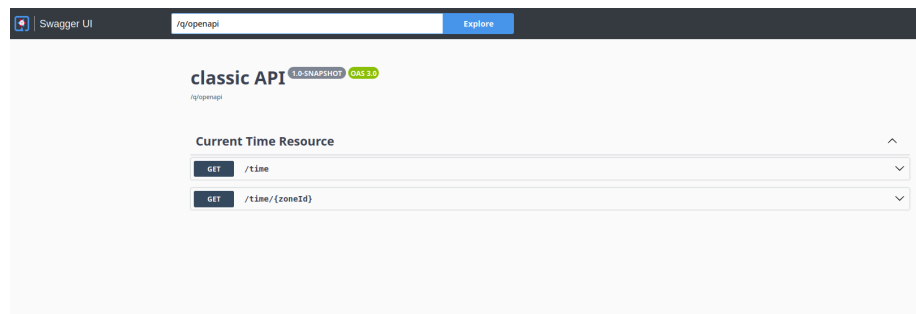 Swagger UI
/q/openapi
Explore
classic API 1.0-SNAPSHOT OAS 3.0
/q/openapi
Current Time Resource
GET /time
GET /time/{zoneId}